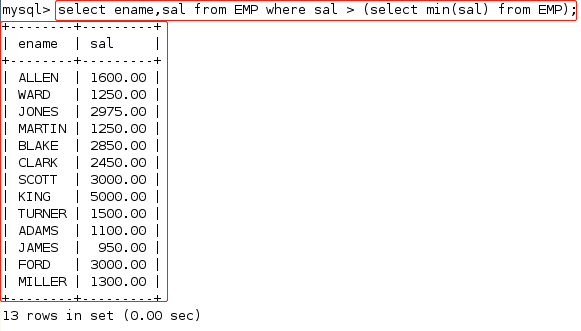 mysql> select ename,sal from EMP where sal > (select min(sal) from EMP);
+--------+---------+
| ename  | sal     |
+--------+---------+
| ALLEN  | 1600.00 |
| WARD   | 1250.00 |
| JONES  | 2975.00 |
| MARTIN | 1250.00 |
| BLAKE  | 2850.00 |
| CLARK  | 2450.00 |
| SCOTT  | 3000.00 |
| KING   | 5000.00 |
| TURNER | 1500.00 |
| ADAMS  | 1100.00 |
| JAMES  |  950.00 |
| FORD   | 3000.00 |
| MILLER | 1300.00 |
+--------+---------+
13 rows in set (0.00 sec)